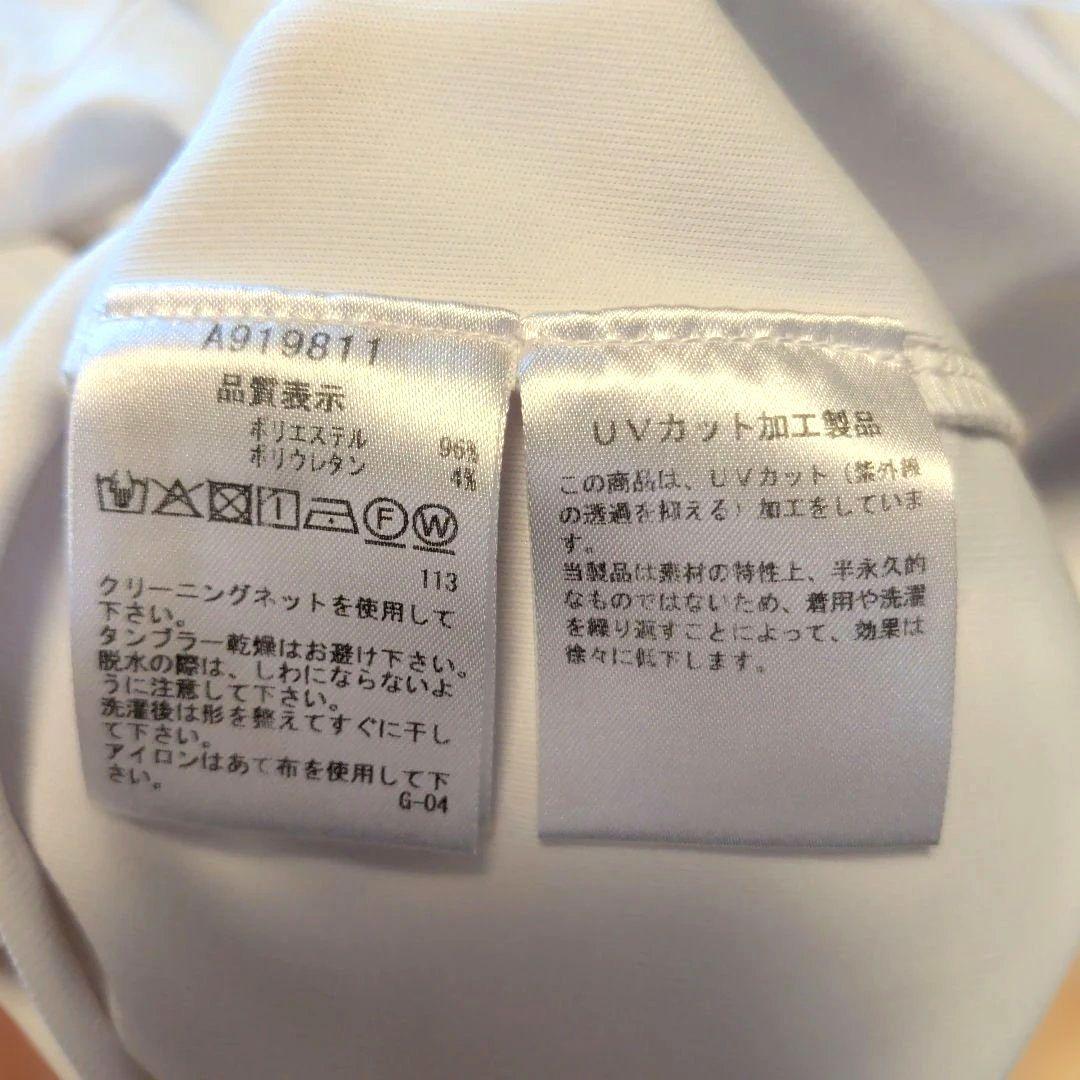 A919811
品質表示
ポリエステル 96%
ポリウレタン 4%
F W
113
クリーニングネットを使用して
下さい。
タンブラー乾燥はお避け下さい。
脱水の際は、しわにならないよ
うに注意して下さい。
洗濯後は形を整えてすぐに干し
て下さい。
アイロンはあて布を使用して下
さい。
G-04
UVカット加工製品
この商品は、UVカット(紫外線
の透過を抑える)加工をしていま
す。
当製品は素材の特性上、半永久的
なものではないため、着用や洗濯
を繰り返すことによって、効果は
徐々に低下します。